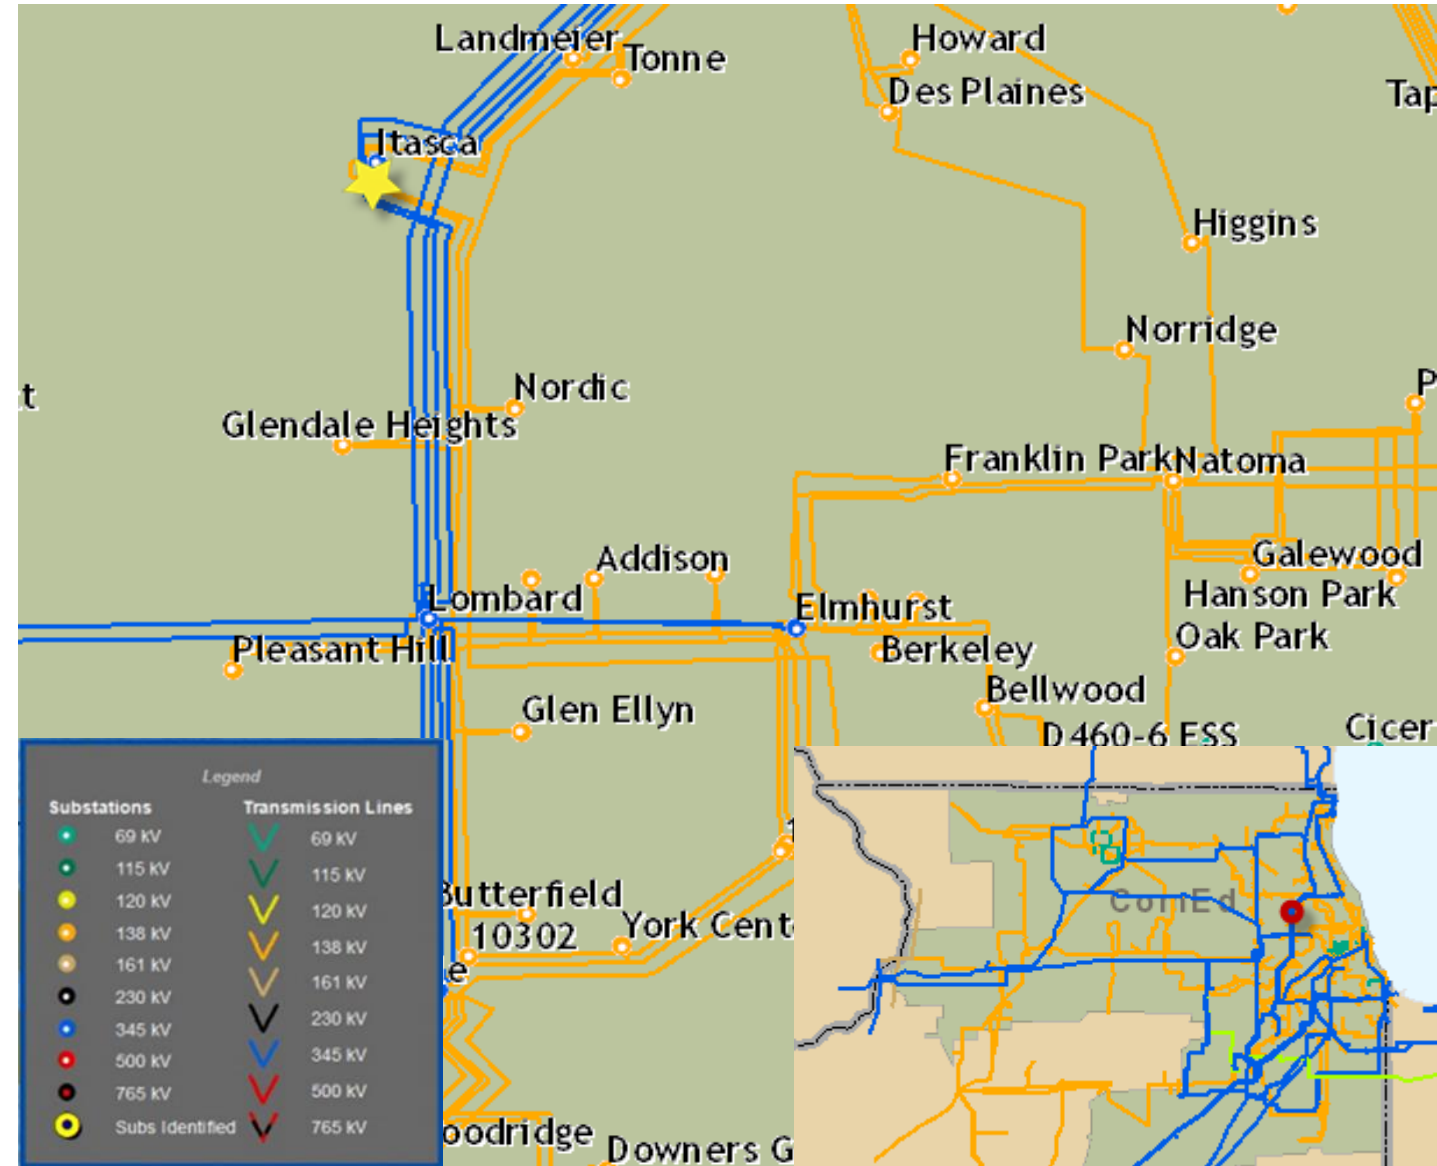 Landmeier
Tonne
Howard
Des Plaines
Tap
Itasca
Higgins
Norridge
Nordic
Glendale Heights
Franklin Park
Natoma
Addison
Galewood
Lombard
Elmhurst
Hanson Park
Pleasant Hill
Berkeley
Oak Park
Bellwood
Glen Ellyn
D460-6 ESS
Cicer
Butterfield
10302
York Cent
oodridge
Downers G
Legend
Substations
Transmission Lines
69 kV
69 kV
115 kV
115 kV
120 kV
120 kV
138 kV
138 kV
161 kV
161 kV
230 kV
230 kV
345 kV
345 kV
500 kV
500 kV
765 kV
765 kV
Subs Identified
ComEd